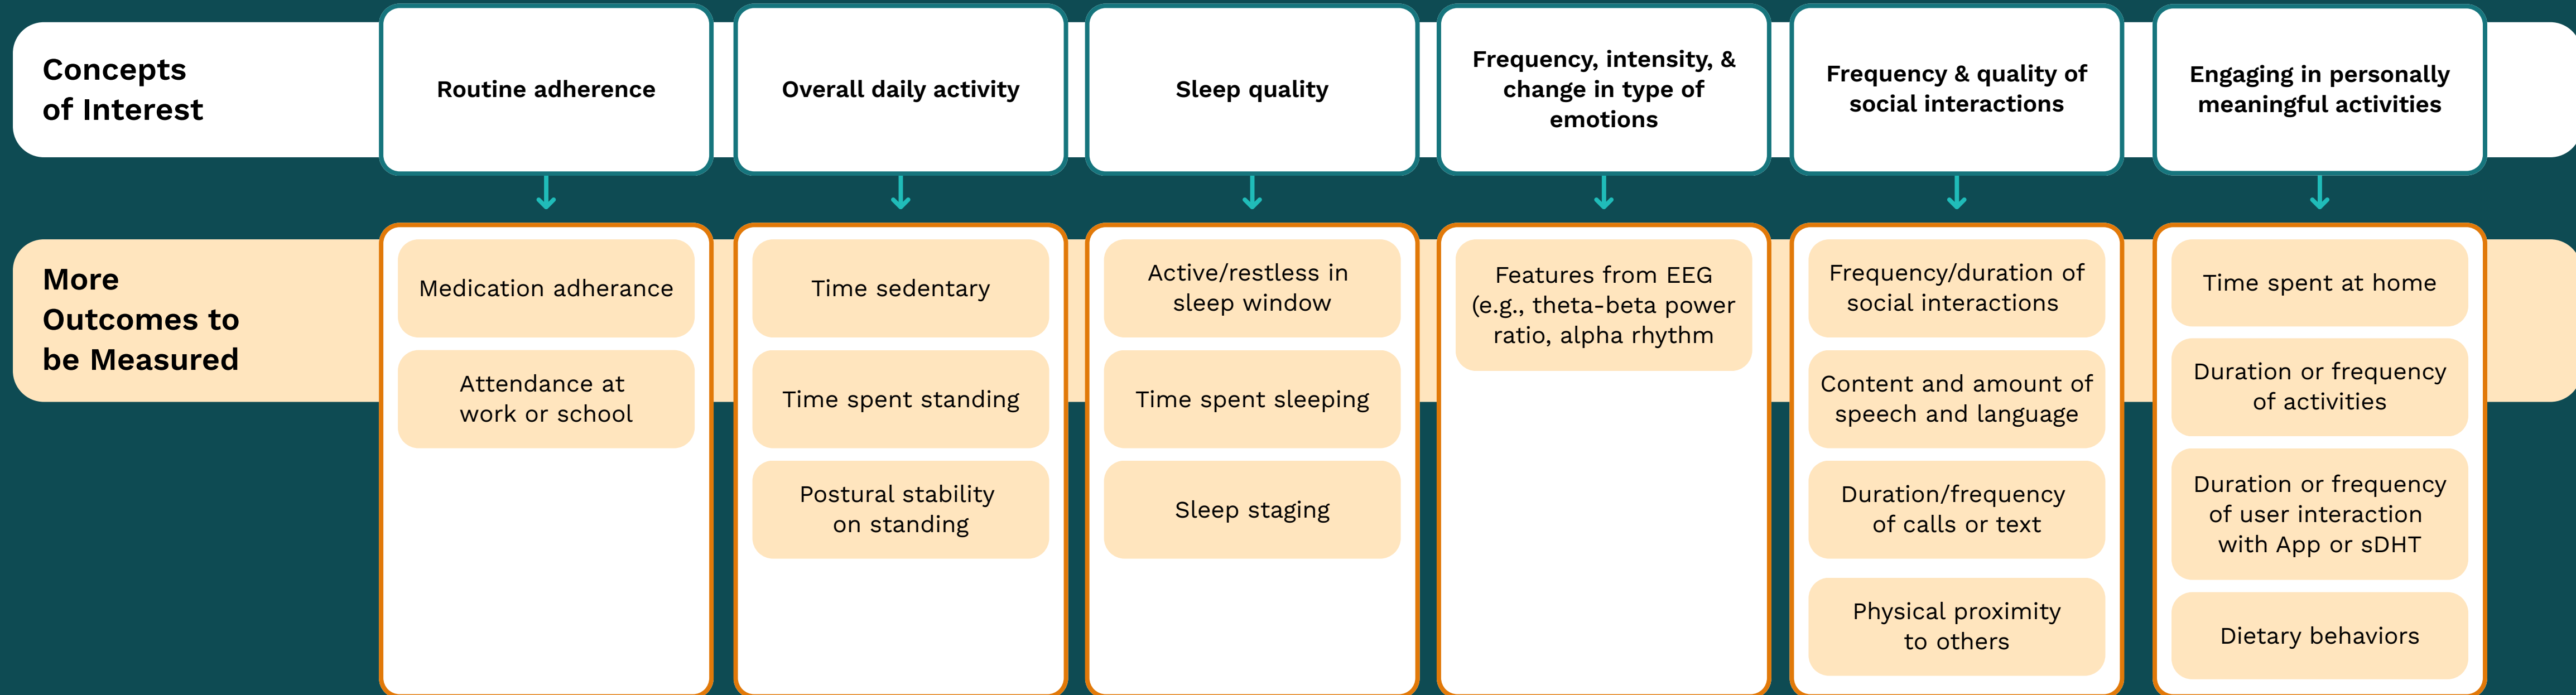 Concepts
of Interest
Routine adherence
Overall daily activity
Sleep quality
Frequency, intensity, &
change in type of
emotions
Frequency & quality of
social interactions
Engaging in personally
meaningful activities
More
Outcomes to
be Measured
Medication adherance
Attendance at
work or school
Time sedentary
Time spent standing
Postural stability
on standing
Active/restless in
sleep window
Time spent sleeping
Sleep staging
Features from EEG
(e.g., theta-beta power
ratio, alpha rhythm
Frequency/duration of
social interactions
Content and amount of
speech and language
Duration/frequency
of calls or text
Physical proximity
to others
Time spent at home
Duration or frequency
of activities
Duration or frequency
of user interaction
with App or sDHT
Dietary behaviors